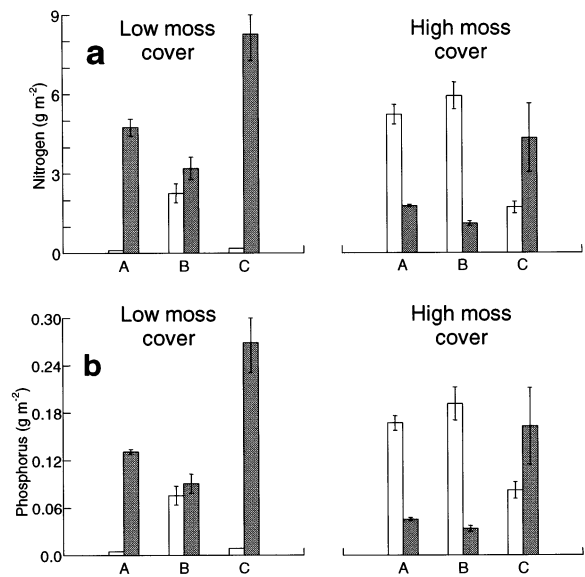 Low moss
cover
High moss
cover
a
Nitrogen (g m⁻²)
9
6
3
0
A B C
A B C
Low moss
cover
High moss
cover
b
Phosphorus (g m⁻²)
0.30
0.24
0.18
0.12
0.06
0.0
A B C
A B C